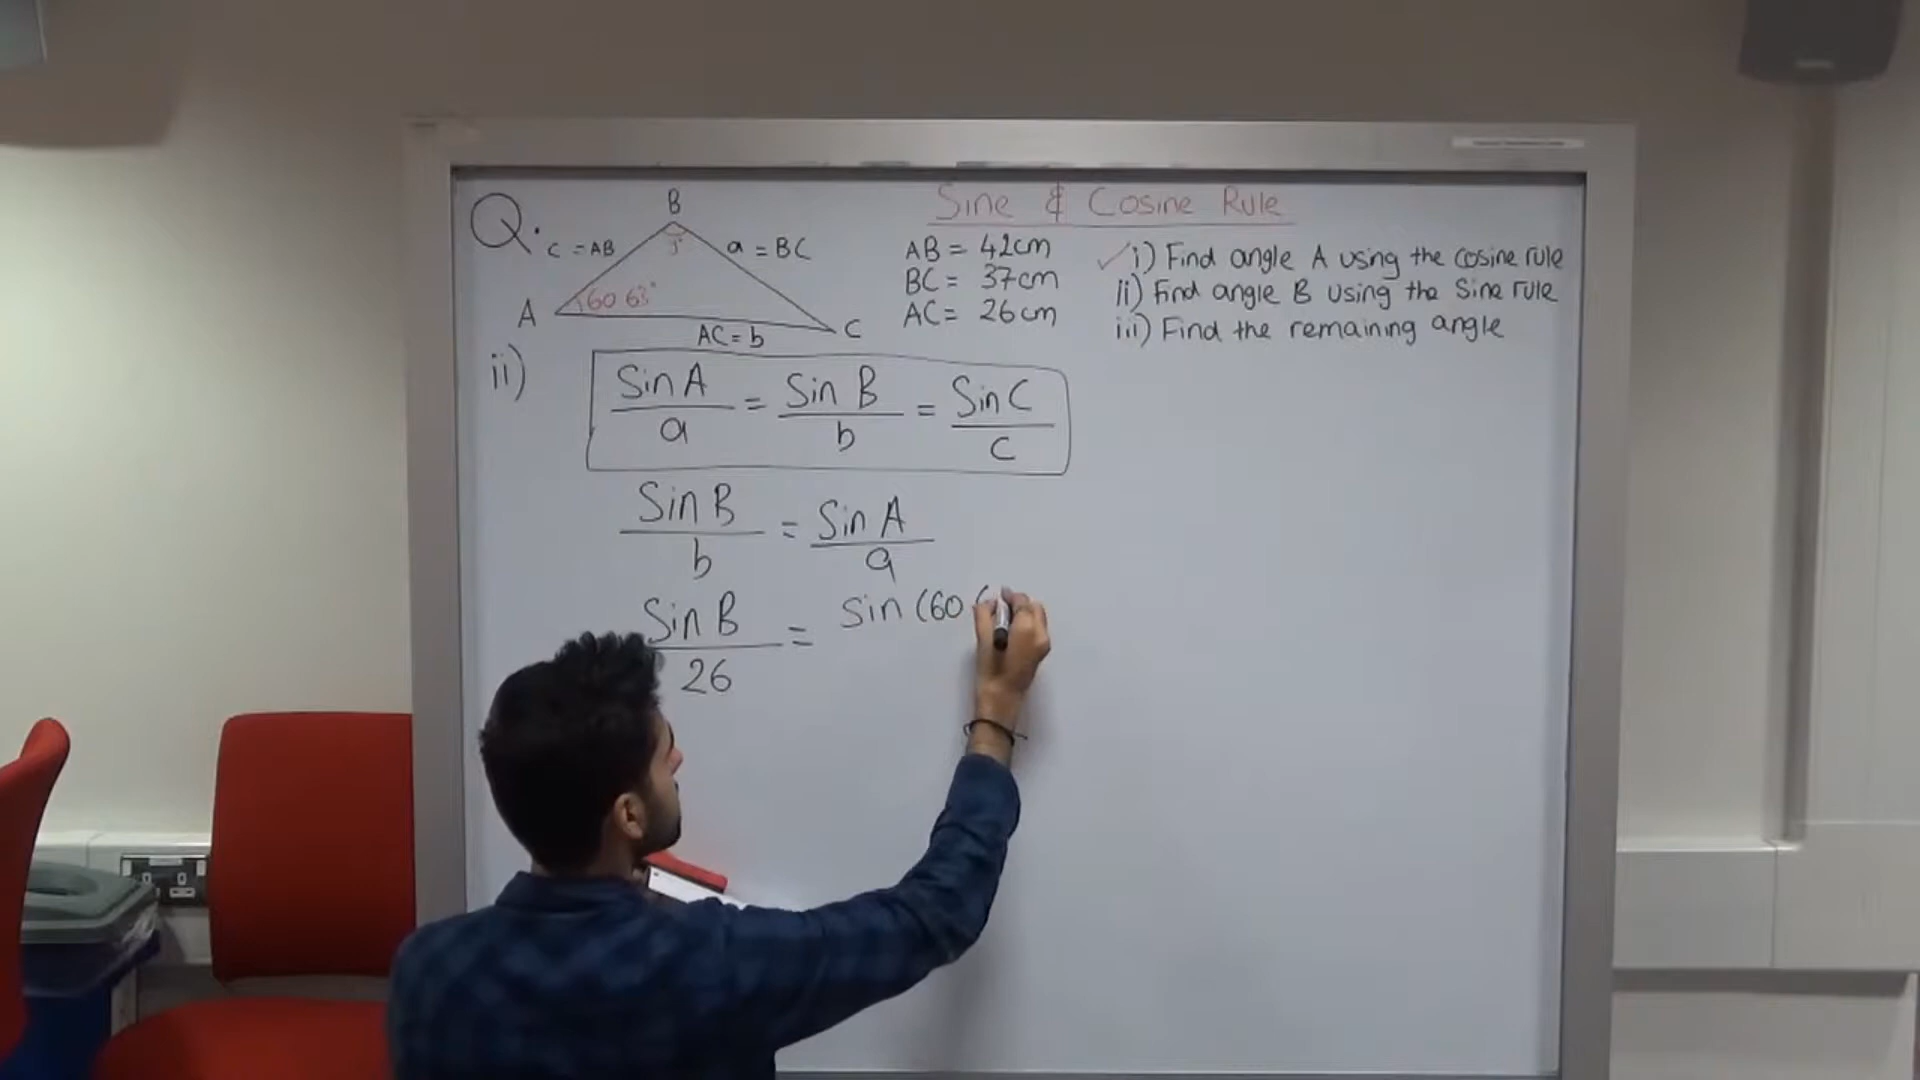 Sine & Cosine Rule
Q.
B
?
c = AB
a = BC
A
60.63°
AC = b
C
AB = 42cm
BC = 37cm
AC = 26cm
✓ i) Find angle A using the cosine rule
ii) Find angle B using the Sine rule
iii) Find the remaining angle
ii)
Sin A / a = Sin B / b = Sin C / c
Sin B / b = Sin A / a
Sin B / 26 = Sin (60